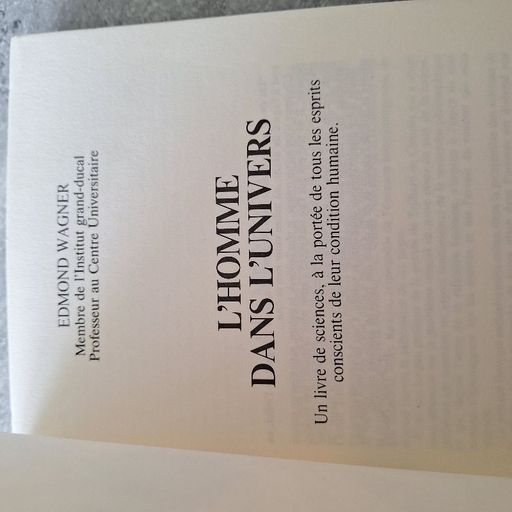 EDMOND WAGNER
Membre de l'Institut grand-ducal
Professeur au Centre Universitaire
L'HOMME
DANS L'UNIVERS
Un livre de sciences, à la portée de tous les esprits
conscients de leur condition humaine.